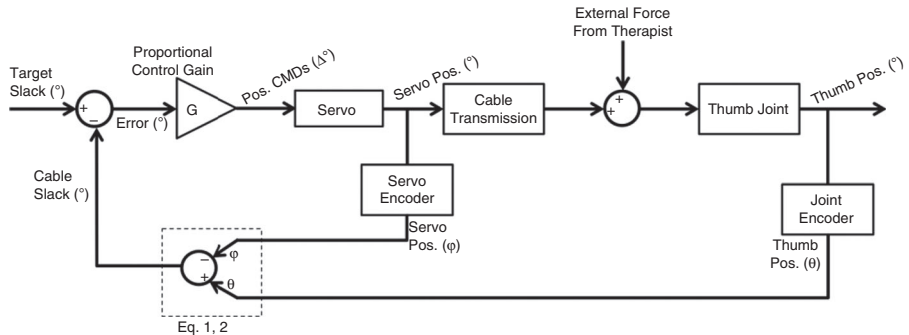 External Force
From Therapist
Proportional
Control Gain
Target
Slack (°)
+
−
Error (°)
G
Pos. CMDs (Δ°)
Servo
Servo Pos. (°)
Cable
Transmission
+
+
Thumb Joint
Thumb Pos. (°)
Cable
Slack (°)
Servo
Encoder
Joint
Encoder
Servo
Pos. (φ)
Thumb
Pos. (θ)
−
φ
+
θ
Eq. 1, 2